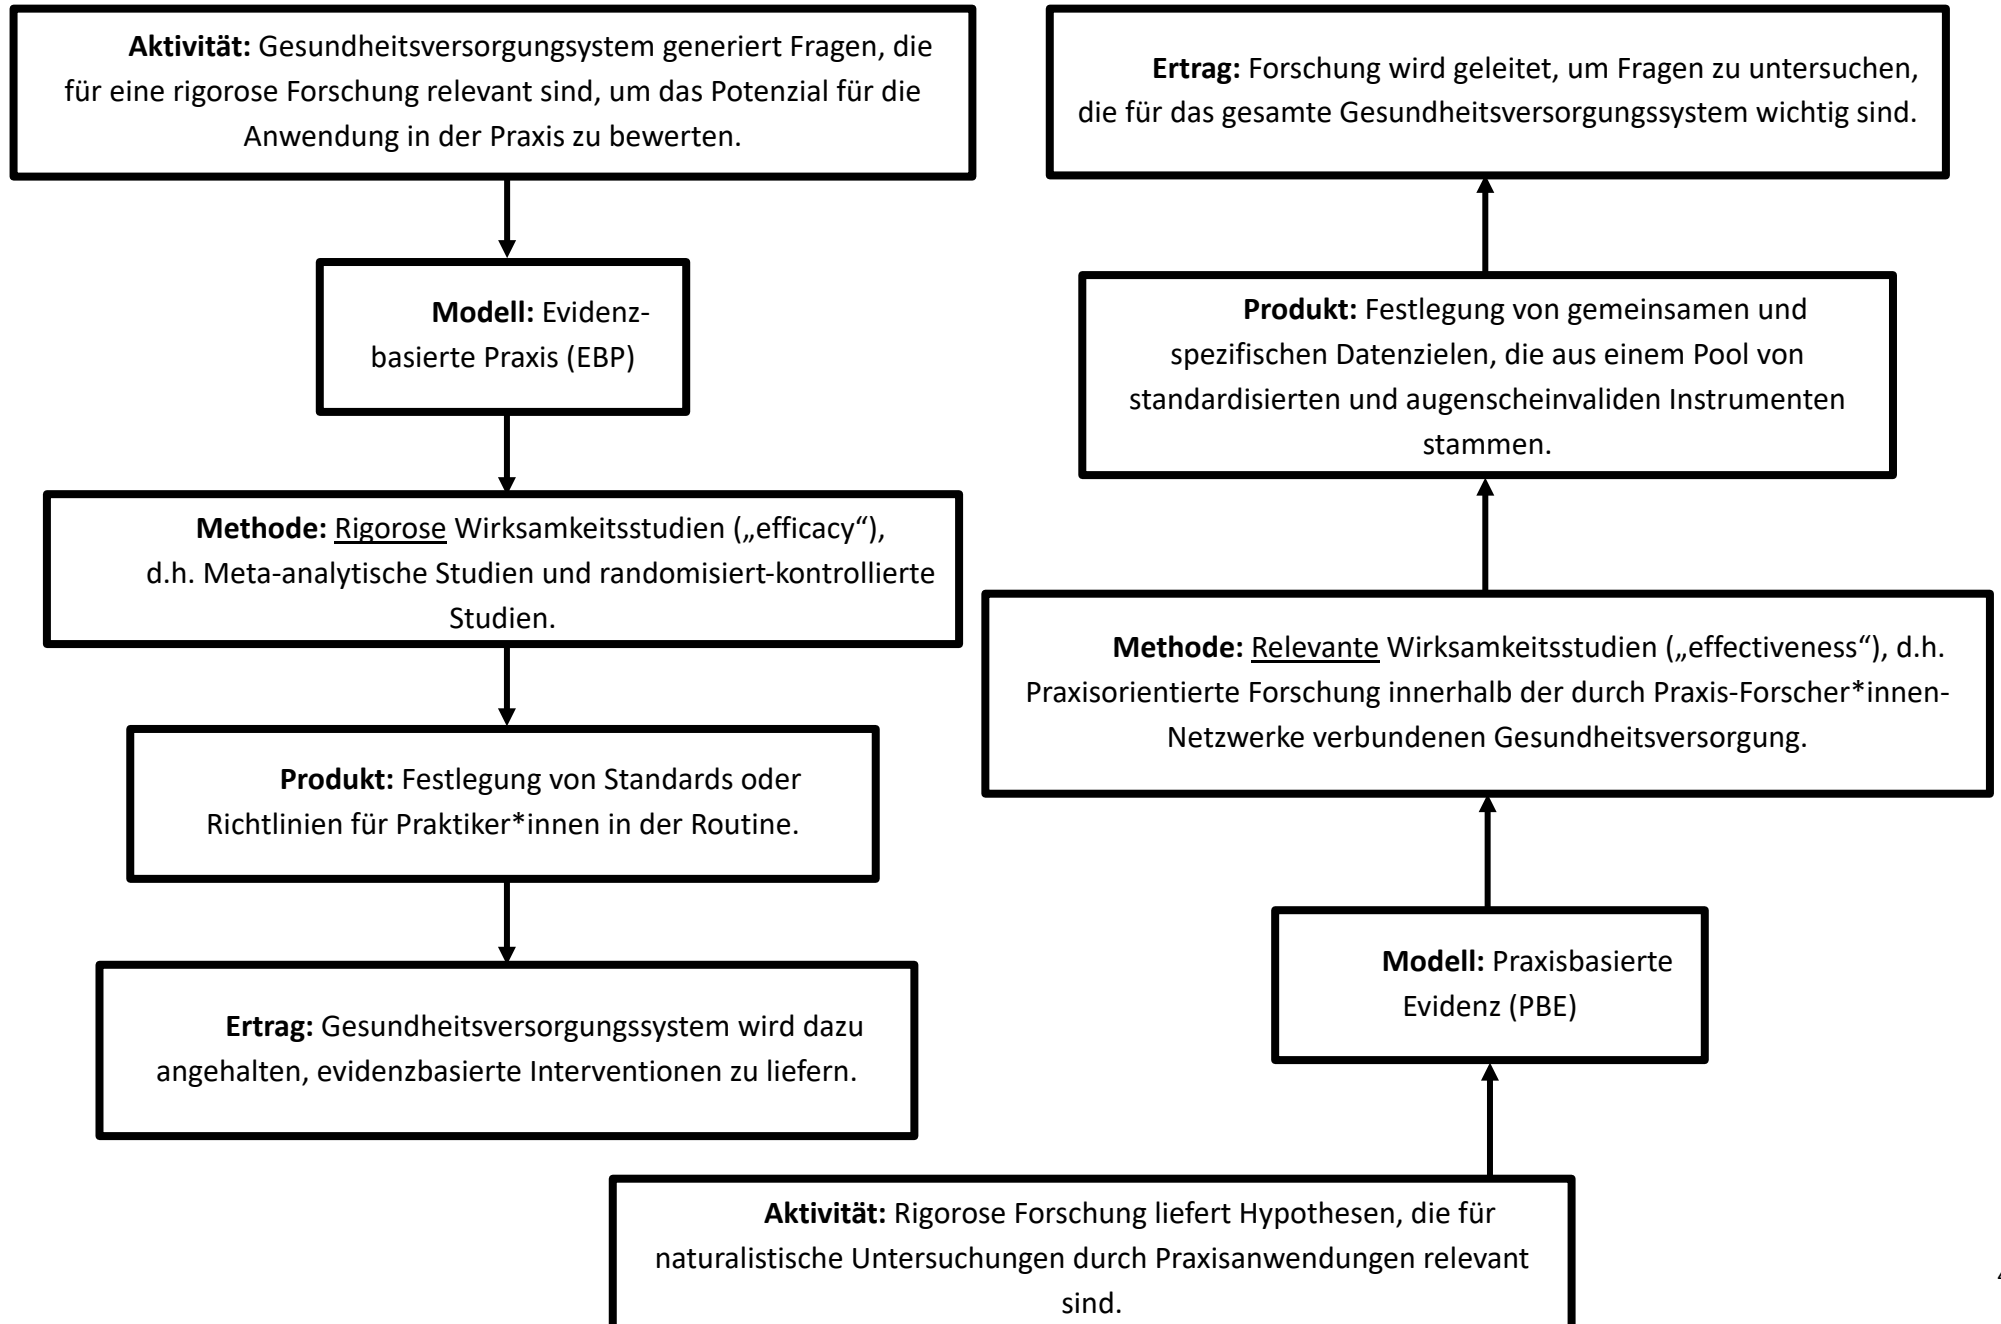 Aktivität: Gesundheitsversorgungsystem generiert Fragen, die
für eine rigorose Forschung relevant sind, um das Potenzial für die
Anwendung in der Praxis zu bewerten.
Modell: Evidenz-
basierte Praxis (EBP)
Methode: Rigorose Wirksamkeitsstudien („efficacy“),
d.h. Meta-analytische Studien und randomisiert-kontrollierte
Studien.
Produkt: Festlegung von Standards oder
Richtlinien für Praktiker*innen in der Routine.
Ertrag: Gesundheitsversorgungssystem wird dazu
angehalten, evidenzbasierte Interventionen zu liefern.
Ertrag: Forschung wird geleitet, um Fragen zu untersuchen,
die für das gesamte Gesundheitsversorgungssystem wichtig sind.
Produkt: Festlegung von gemeinsamen und
spezifischen Datenzielen, die aus einem Pool von
standardisierten und augenscheinvaliden Instrumenten
stammen.
Methode: Relevante Wirksamkeitsstudien („effectiveness“), d.h.
Praxisorientierte Forschung innerhalb der durch Praxis-Forscher*innen-
Netzwerke verbundenen Gesundheitsversorgung.
Modell: Praxisbasierte
Evidenz (PBE)
Aktivität: Rigorose Forschung liefert Hypothesen, die für
naturalistische Untersuchungen durch Praxisanwendungen relevant
sind.